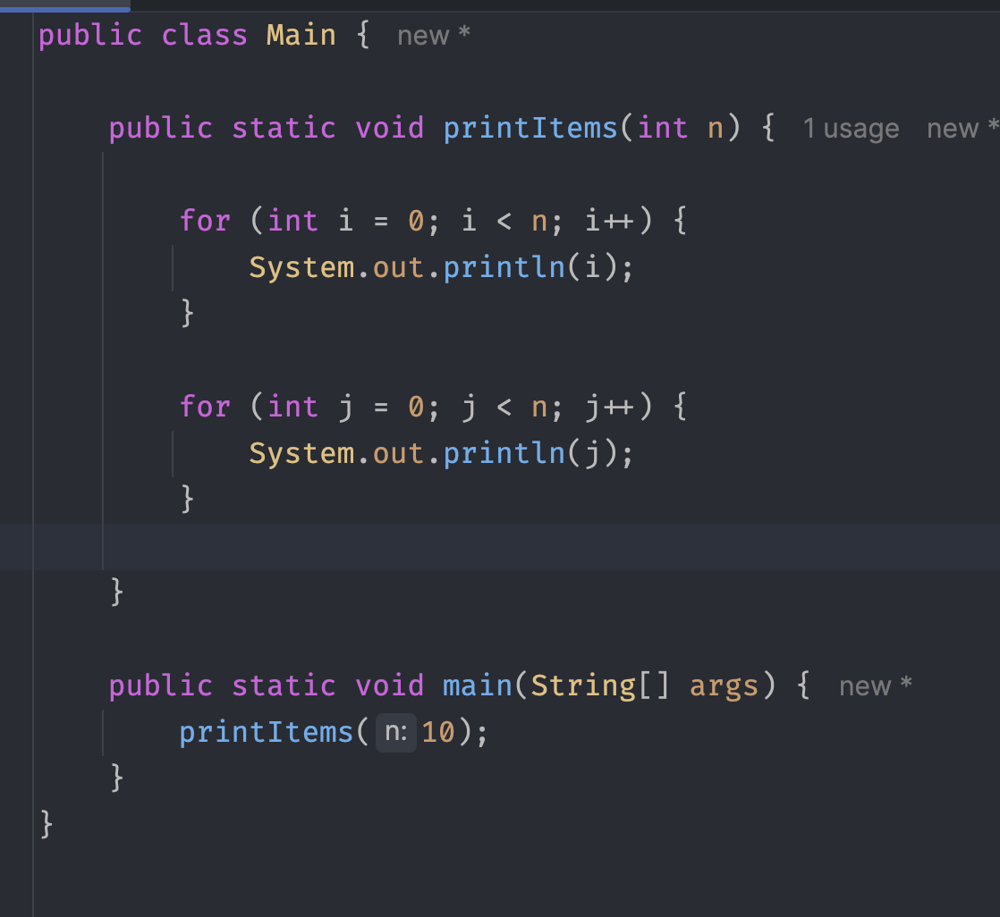 public class Main { new *
public static void printItems(int n) { 1 usage new *
for (int i = 0; i < n; i++) {
System.out.println(i);
}
for (int j = 0; j < n; j++) {
System.out.println(j);
}
}
public static void main(String[] args) { new *
printItems( n: 10);
}
}